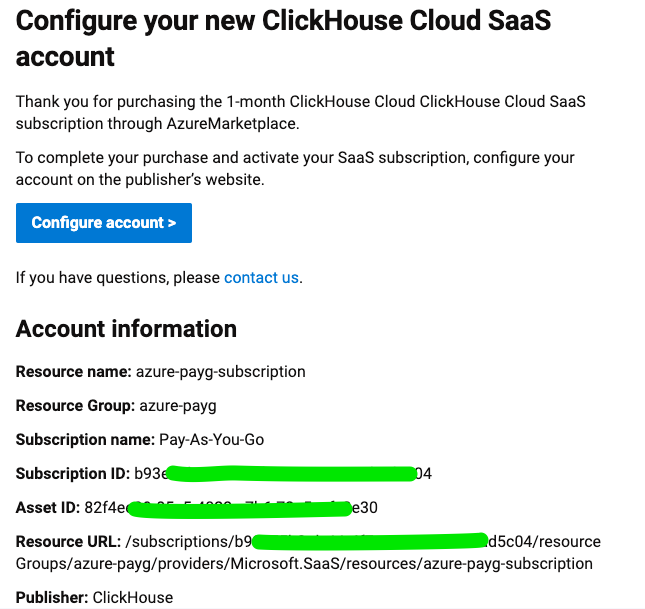 Configure your new ClickHouse Cloud SaaS
account
Thank you for purchasing the 1-month ClickHouse Cloud ClickHouse Cloud SaaS
subscription through AzureMarketplace.
To complete your purchase and activate your SaaS subscription, configure your
account on the publisher’s website.
Configure account >
If you have questions, please contact us.
Account information
Resource name: azure-payg-subscription
Resource Group: azure-payg
Subscription name: Pay-As-You-Go
Subscription ID: b93e 04
Asset ID: 82f4e e30
Resource URL: /subscriptions/b9 d5c04/resource
Groups/azure-payg/providers/Microsoft.SaaS/resources/azure-payg-subscription
Publisher: ClickHouse